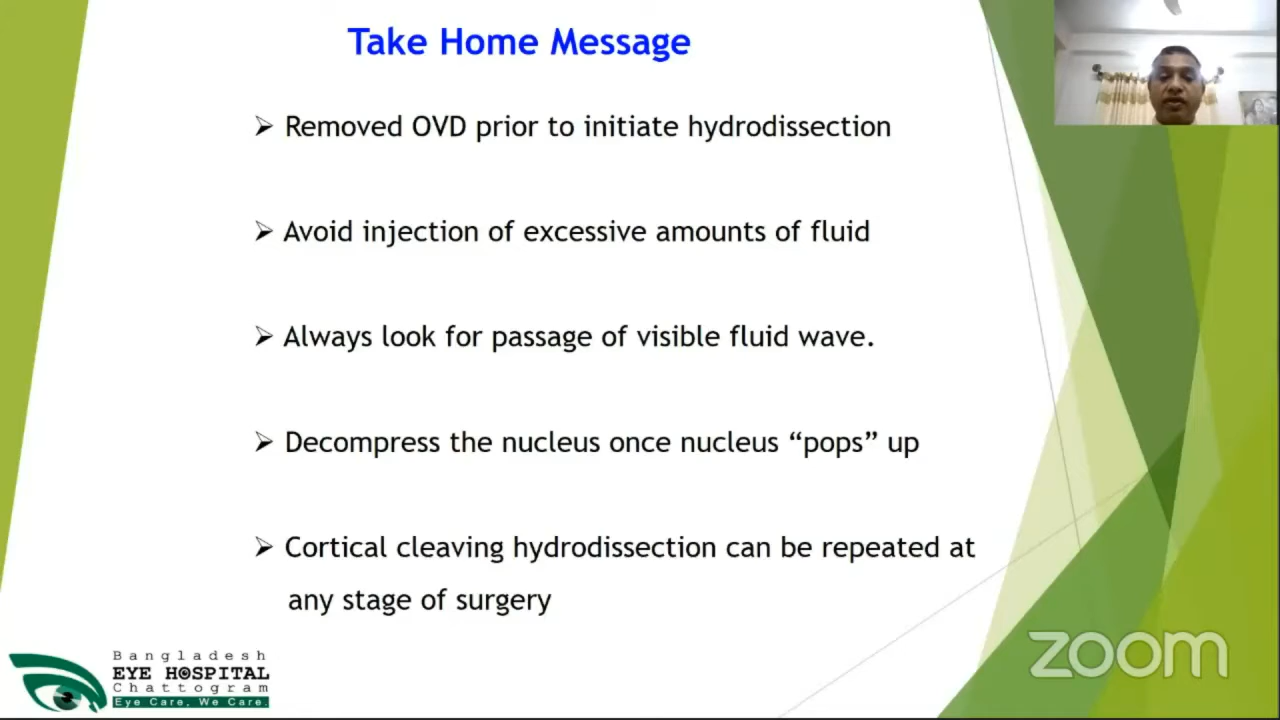 Take Home Message
➢ Removed OVD prior to initiate hydrodissection
➢ Avoid injection of excessive amounts of fluid
➢ Always look for passage of visible fluid wave.
➢ Decompress the nucleus once nucleus “pops” up
➢ Cortical cleaving hydrodissection can be repeated at
any stage of surgery
Bangladesh
EYE HOSPITAL
Chattogram
Eye Care, We Care.
zoom